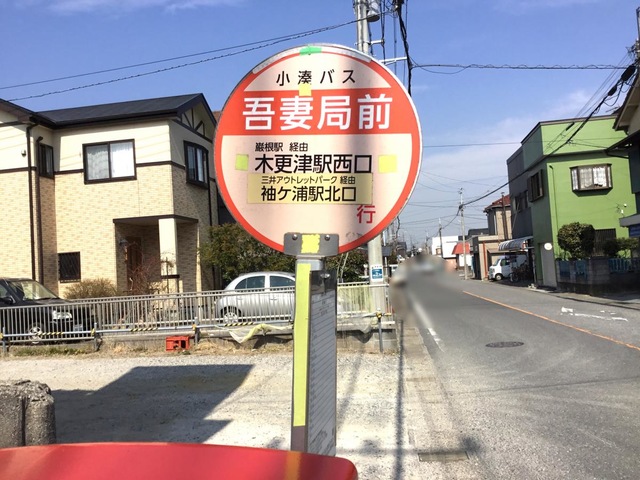 小湊バス
吾妻局前
巌根駅 経由
木更津駅西口
三井アウトレットパーク 経由
袖ケ浦駅北口
行